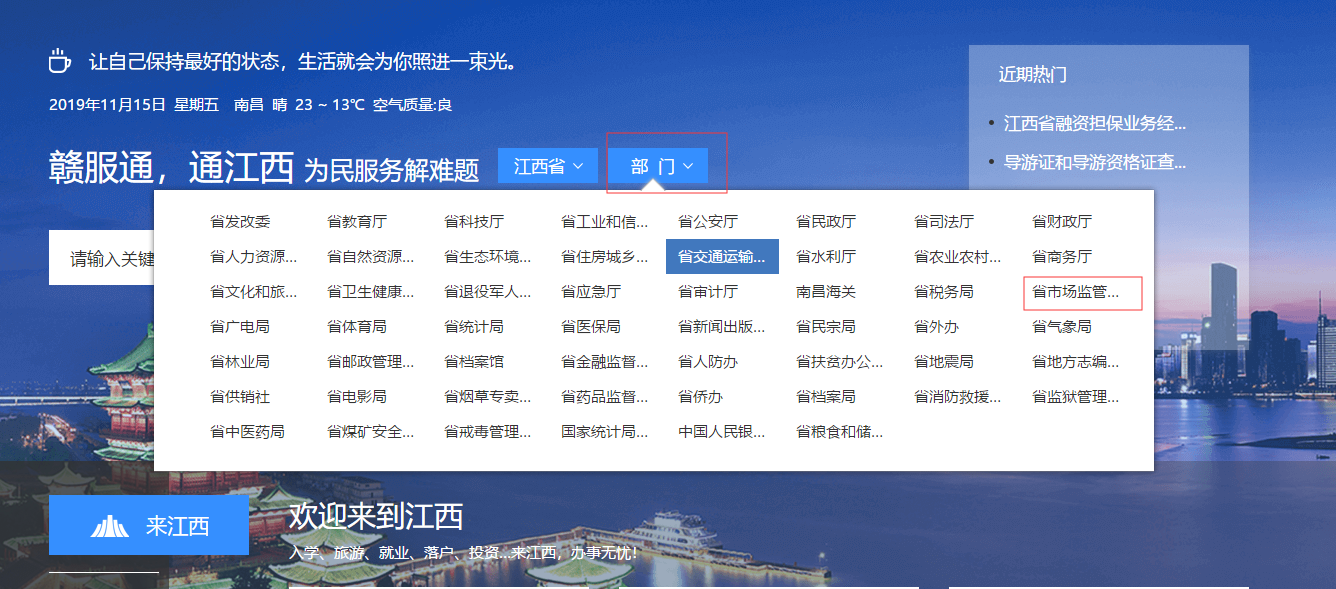 让自己保持最好的状态，生活就会为你照进一束光。
2019年11月15日 星期五 南昌 晴 23 ~ 13℃ 空气质量:良
近期热门
江西省融资担保业务经...
导游证和导游资格证查...
赣服通，通江西 为民服务解难题 江西省 部 门
请输入关键
省发改委 省教育厅 省科技厅 省工业和信... 省公安厅 省民政厅 省司法厅 省财政厅
省人力资源... 省自然资源... 省生态环境... 省住房城乡... 省交通运输... 省水利厅 省农业农村... 省商务厅
省文化和旅... 省卫生健康... 省退役军人... 省应急厅 省审计厅 南昌海关 省税务局 省市场监管...
省广电局 省体育局 省统计局 省医保局 省新闻出版... 省民宗局 省外办 省气象局
省林业局 省邮政管理... 省档案馆 省金融监督... 省人防办 省扶贫办公... 省地震局 省地方志编...
省供销社 省电影局 省烟草专卖... 省药品监督... 省侨办 省档案局 省消防救援... 省监狱管理...
省中医药局 省煤矿安全... 省戒毒管理... 国家统计局... 中国人民银... 省粮食和储...
来江西
欢迎来到江西
入学、旅游、就业、落户、投资...来江西，办事无忧！